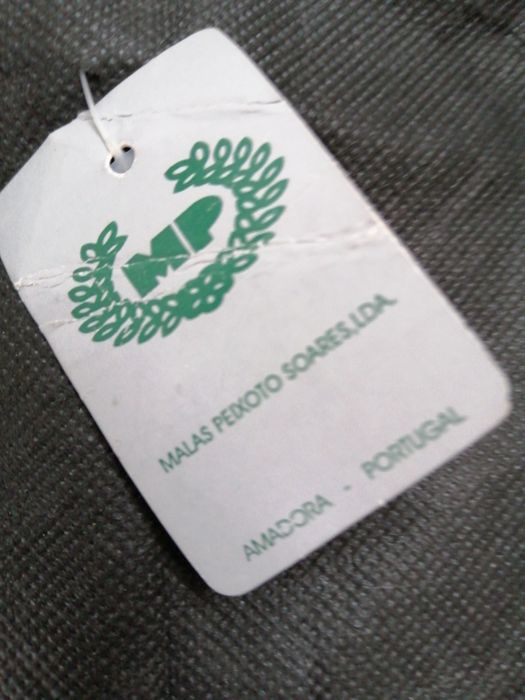 MP
MALAS PEIXOTO SOARES, LDA.
AMADORA - PORTUGAL